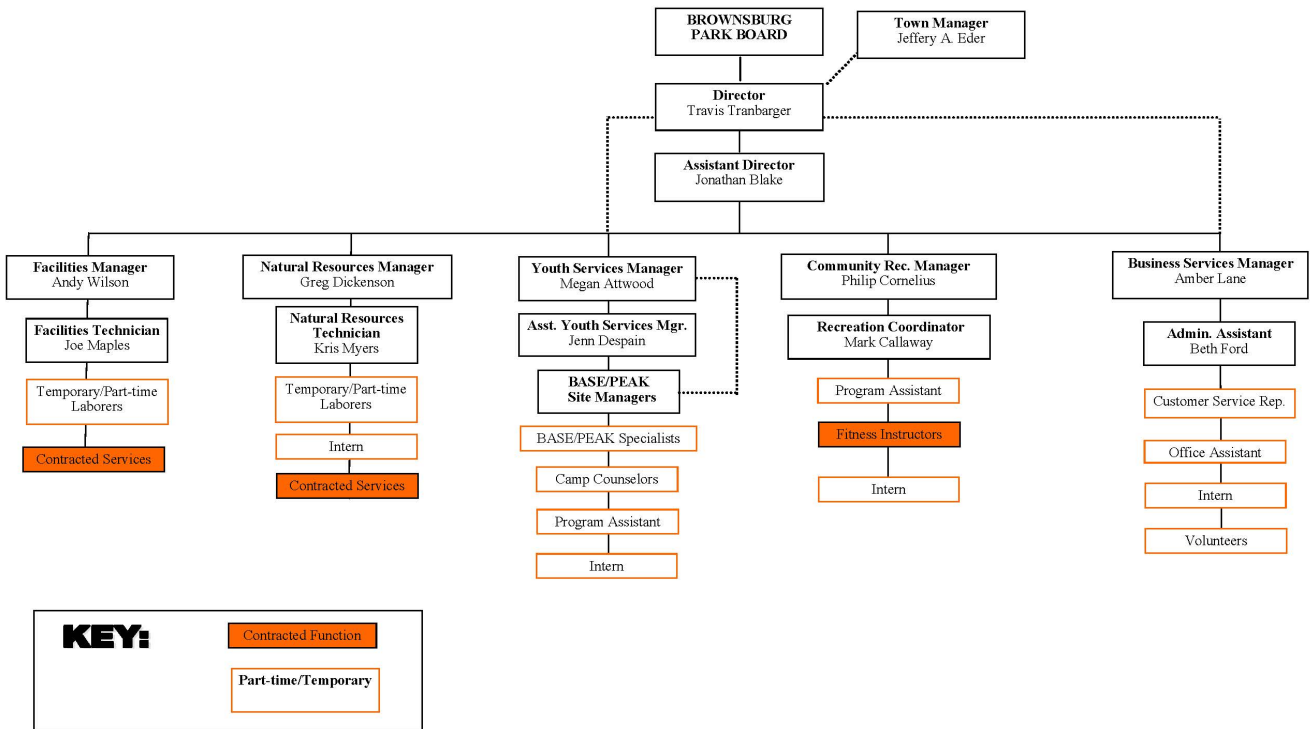 BROWNSBURG
PARK BOARD
Town Manager
Jeffery A. Eder
Director
Travis Tranbarger
Assistant Director
Jonathan Blake
Facilities Manager
Andy Wilson
Facilities Technician
Joe Maples
Temporary/Part-time
Laborers
Contracted Services
Natural Resources Manager
Greg Dickenson
Natural Resources
Technician
Kris Myers
Temporary/Part-time
Laborers
Intern
Contracted Services
Youth Services Manager
Megan Attwood
Asst. Youth Services Mgr.
Jenn Despain
BASE/PEAK
Site Managers
BASE/PEAK Specialists
Camp Counselors
Program Assistant
Intern
Community Rec. Manager
Philip Cornelius
Recreation Coordinator
Mark Callaway
Program Assistant
Fitness Instructors
Intern
Business Services Manager
Amber Lane
Admin. Assistant
Beth Ford
Customer Service Rep.
Office Assistant
Intern
Volunteers
KEY:
Contracted Function
Part-time/Temporary